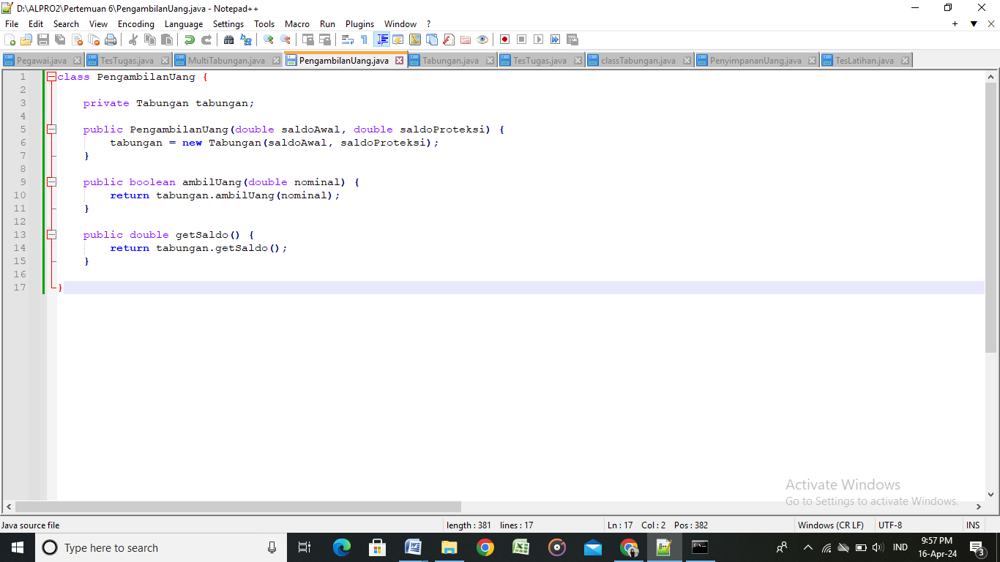 D:\ALPRO2\Pertemuan 6\PengambilanUang.java - Notepad++
File Edit Search View Encoding Language Settings Tools Macro Run Plugins Window ?
Pegawai.java TesTugas.java MultiTabungan.java PengambilanUang.java Tabungan.java TesTugas.java classTabungan.java PenyimpananUang.java TesLatihan.java
1 class PengambilanUang {
2
3 private Tabungan tabungan;
4
5 public PengambilanUang(double saldoAwal, double saldoProteksi) {
6 tabungan = new Tabungan(saldoAwal, saldoProteksi);
7 }
8
9 public boolean ambilUang(double nominal) {
10 return tabungan.ambilUang(nominal);
11 }
12
13 public double getSaldo() {
14 return tabungan.getSaldo();
15 }
16
17 }
Activate Windows
Go to Settings to activate Windows.
Java source file length : 381 lines : 17 Ln : 17 Col : 2 Pos : 382 Windows (CR LF) UTF-8 INS
Type here to search
IND
9:57 PM
16-Apr-24
3